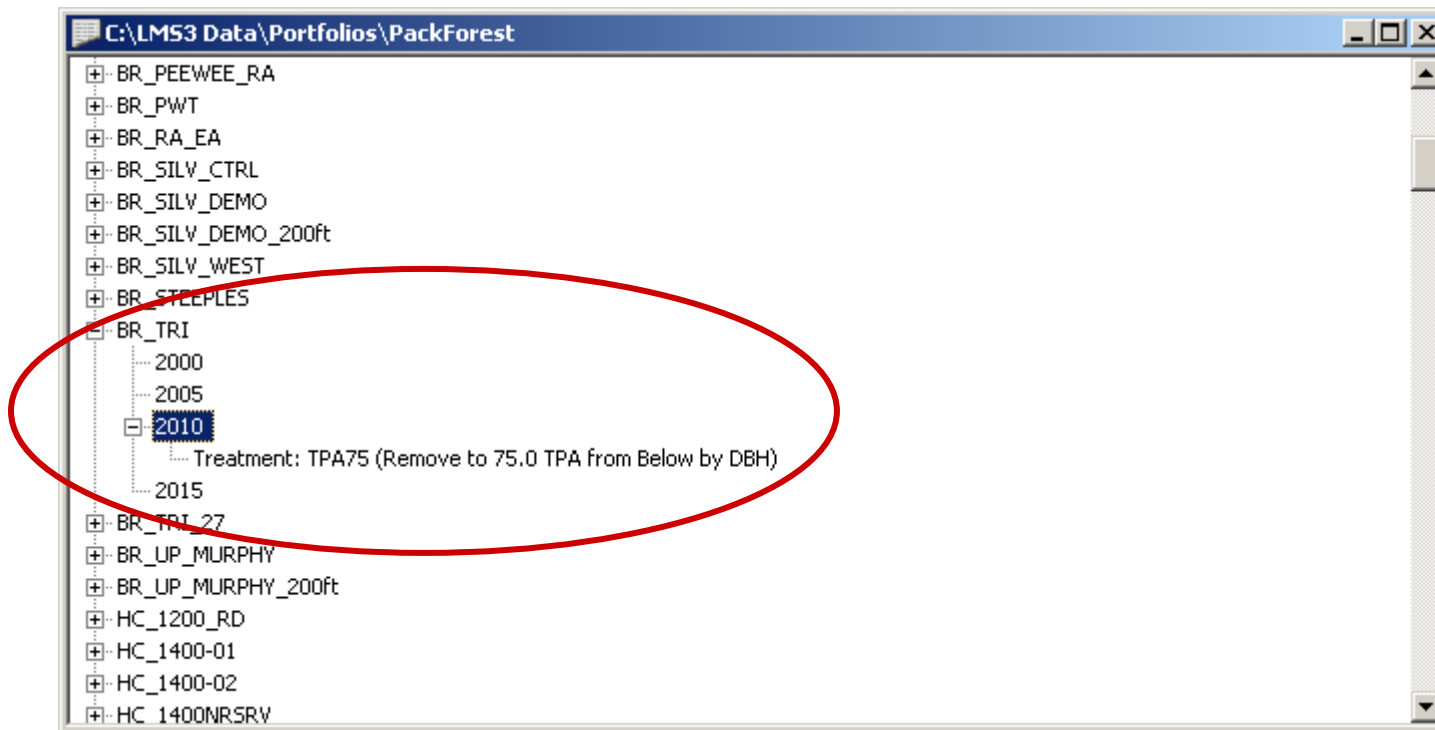 C:\LMS3 Data\Portfolios\PackForest
BR_PEEWEE_RA
BR_PWT
BR_RA_EA
BR_SILV_CTRL
BR_SILV_DEMO
BR_SILV_DEMO_200ft
BR_SILV_WEST
BR_STEEPLES
BR_TRI
2000
2005
2010
Treatment: TPA75 (Remove to 75.0 TPA from Below by DBH)
2015
BR_TRI_27
BR_UP_MURPHY
BR_UP_MURPHY_200ft
HC_1200_RD
HC_1400-01
HC_1400-02
HC_1400NRSRV